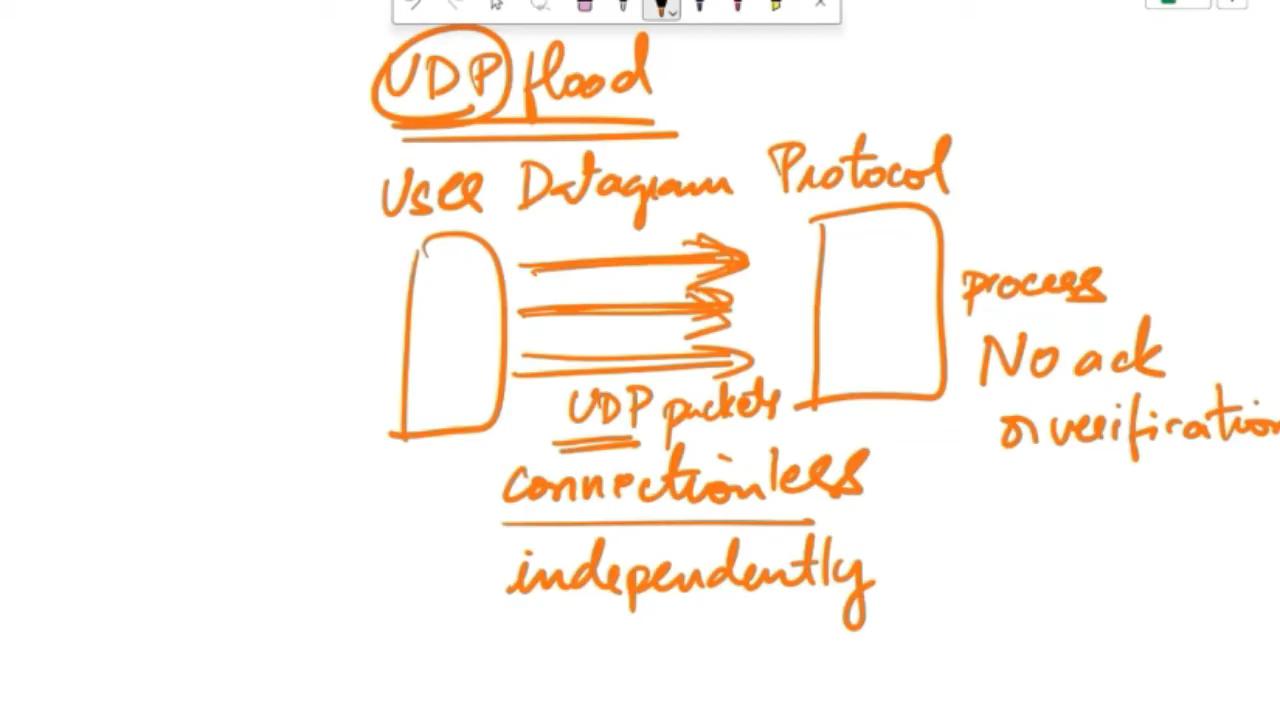 UDP flood
User Datagram Protocol
process
No ack
or verification
UDP packets
connectionless
independently